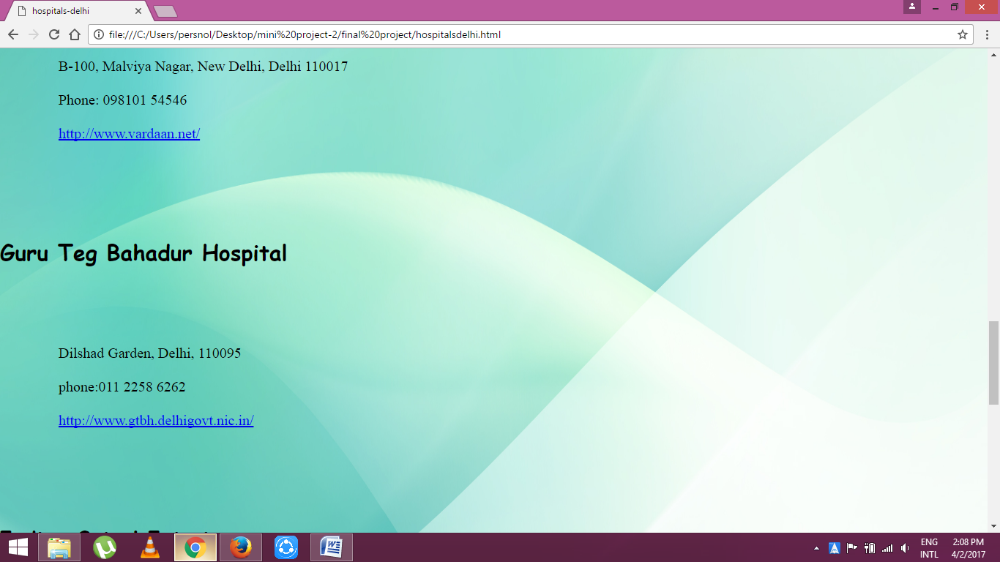 hospitals-delhi
file:///C:/Users/persnol/Desktop/mini%20project-2/final%20project/hospitalsdelhi.html
B-100, Malviya Nagar, New Delhi, Delhi 110017
Phone: 098101 54546
http://www.vardaan.net/
Guru Teg Bahadur Hospital
Dilshad Garden, Delhi, 110095
phone:011 2258 6262
http://www.gtbh.delhigovt.nic.in/
ENG 2:08 PM
INTL 4/2/2017